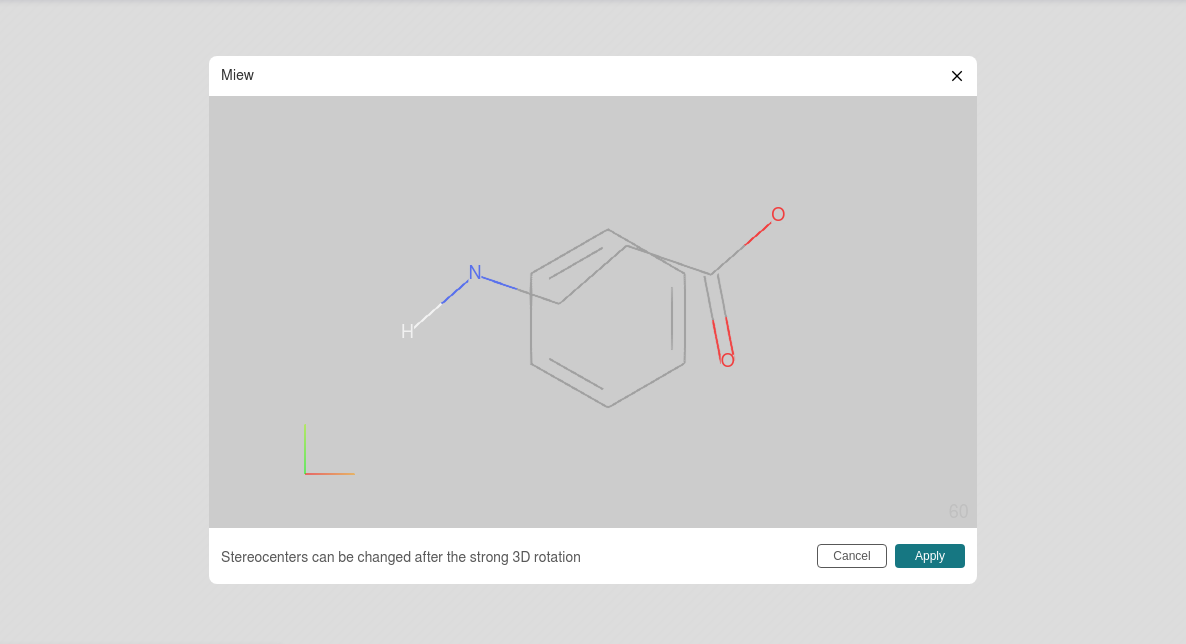 Miew
O
N
H
O
60
Stereocenters can be changed after the strong 3D rotation
Cancel
Apply